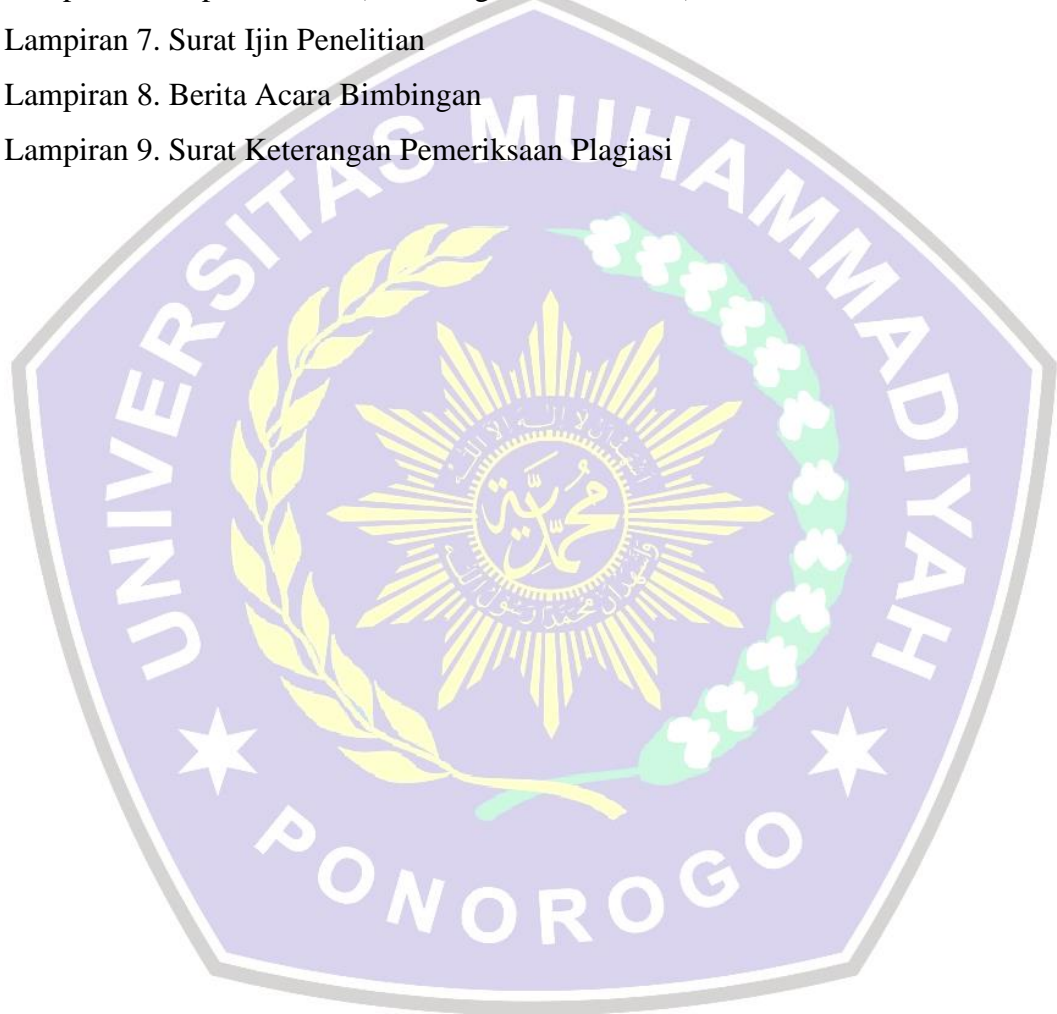 Lampiran 7. Surat Ijin Penelitian
Lampiran 8. Berita Acara Bimbingan
Lampiran 9. Surat Keterangan Pemeriksaan Plagiasi
UNIVERSITAS MUHAMMADIYAH
محمدية
PONOROGO